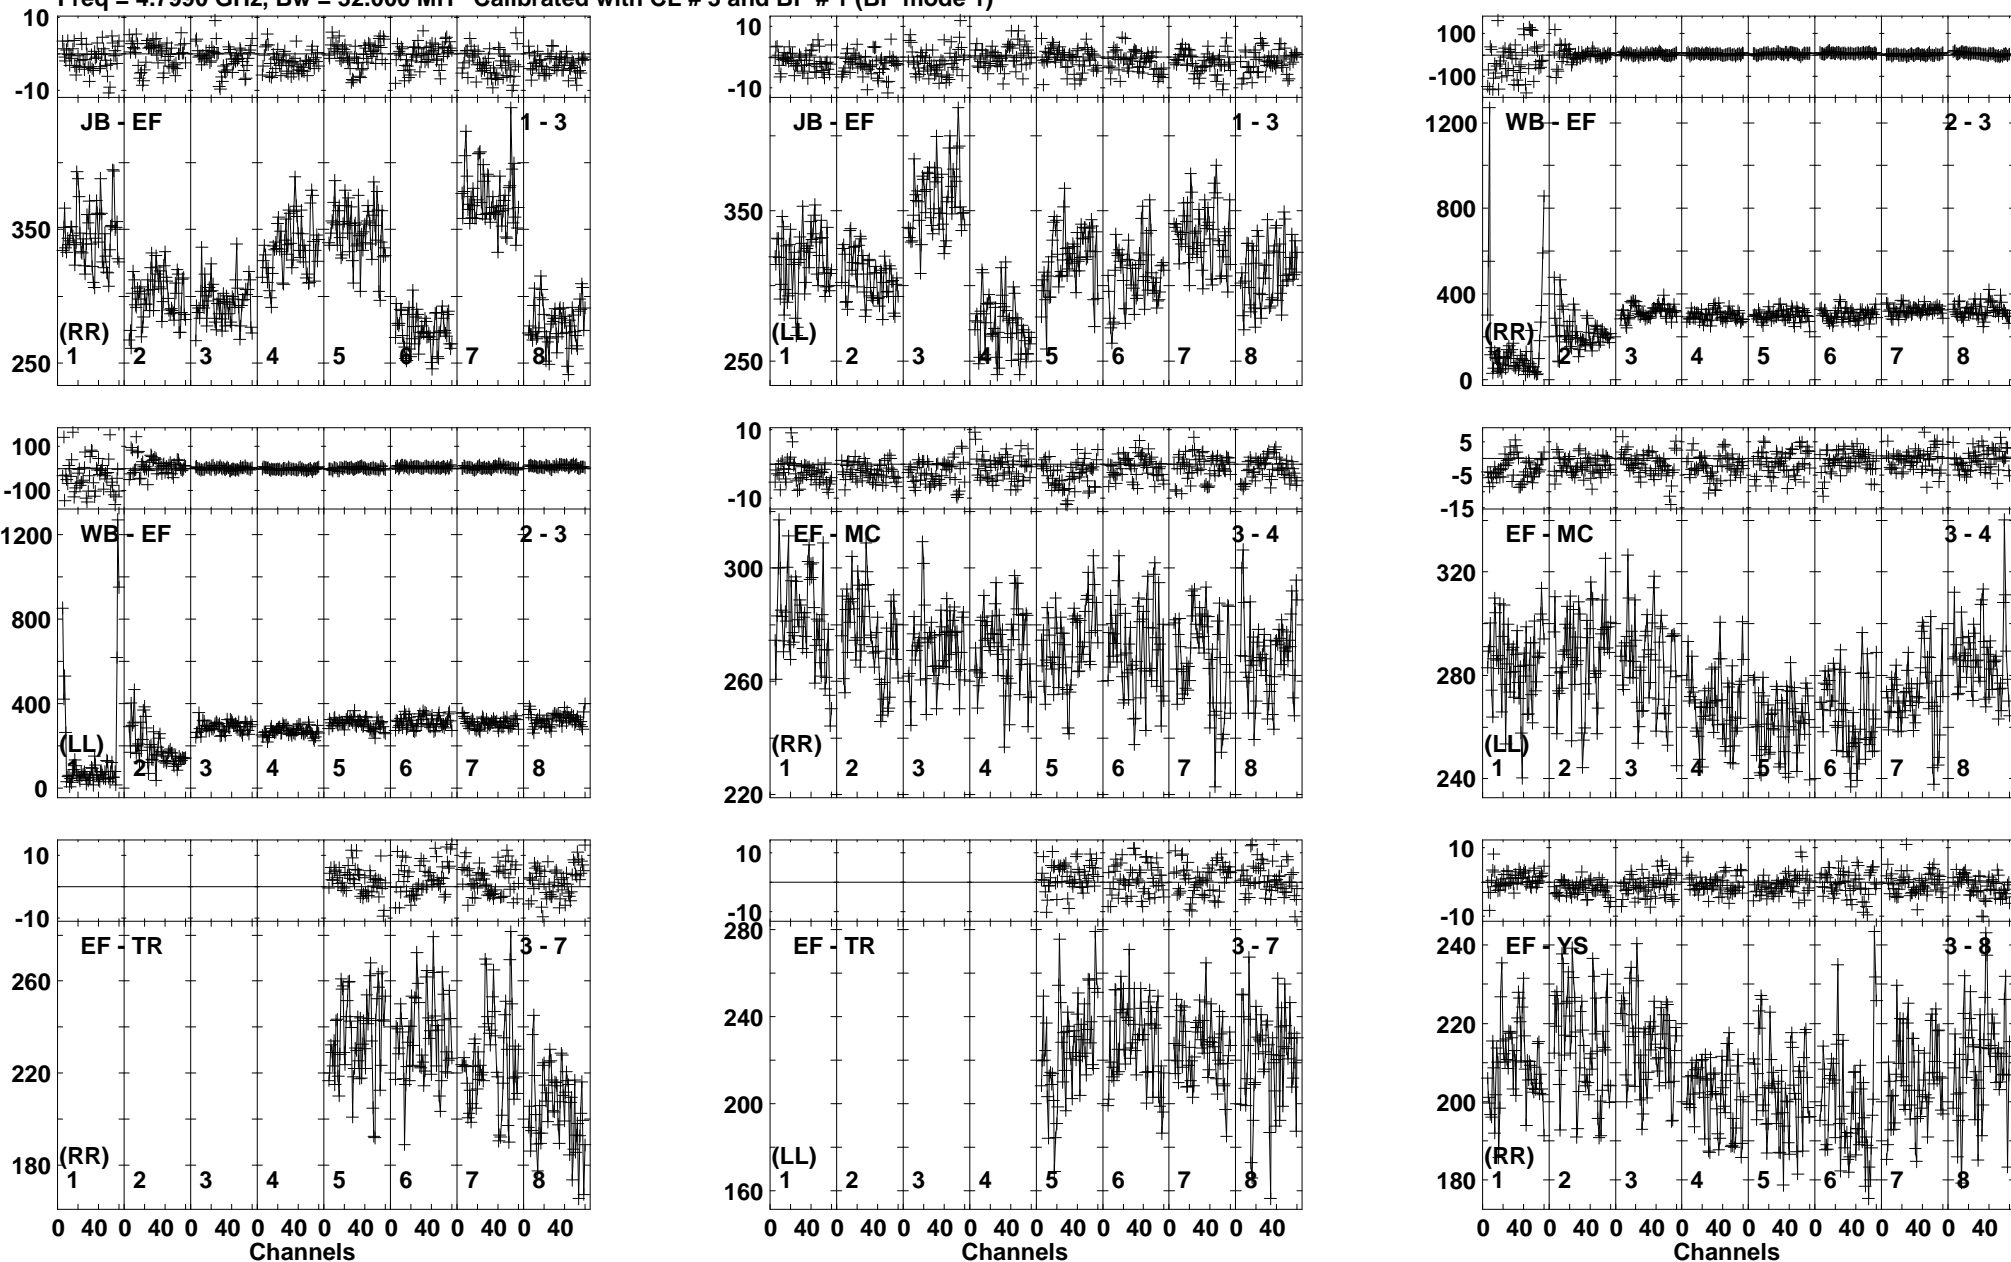 Freq = 4.7990 GHz, Bw = 32.000 MH Calibrated with CL # 3 and BP # 1 (BP mode 1)
10 10 100
-10 -10 -100
JB - EF 1 - 3 JB - EF 1 - 3 WB - EF 2 - 3
1200
350 350 800
400
(RR) (LL) (RR)
250 1 2 3 4 5 6 7 8 250 1 2 3 4 5 6 7 8 0 1 2 3 4 5 6 7 8
100 10 5
-100 -10 -5
-15
WB - EF 2 - 3 EF - MC 3 - 4 EF - MC 3 - 4
1200 300 320
800
400 260 280
(LL) (RR) (LL)
0 1 2 3 4 5 6 7 8 1 2 3 4 5 6 7 8 240 1 2 3 4 5 6 7 8
220
10 10 10
-10 -10 -10
EF - TR 3 - 7 280 EF - TR 3 - 7 240 EF - YS 3 - 8
260 240 220
220 200 200
(RR) (LL) (RR)
180 1 2 3 4 5 6 7 8 160 1 2 3 4 5 6 7 8 180 1 2 3 4 5 6 7 8
0 40 0 40 0 40 0 40 0 40 0 40 0 40 0 40 0 40 0 40 0 40 0 40 0 40 0 40 0 40 0 40 0 40 0 40 0 40 0 40 0 40 0 40 0 40 0 40
Channels Channels Channels